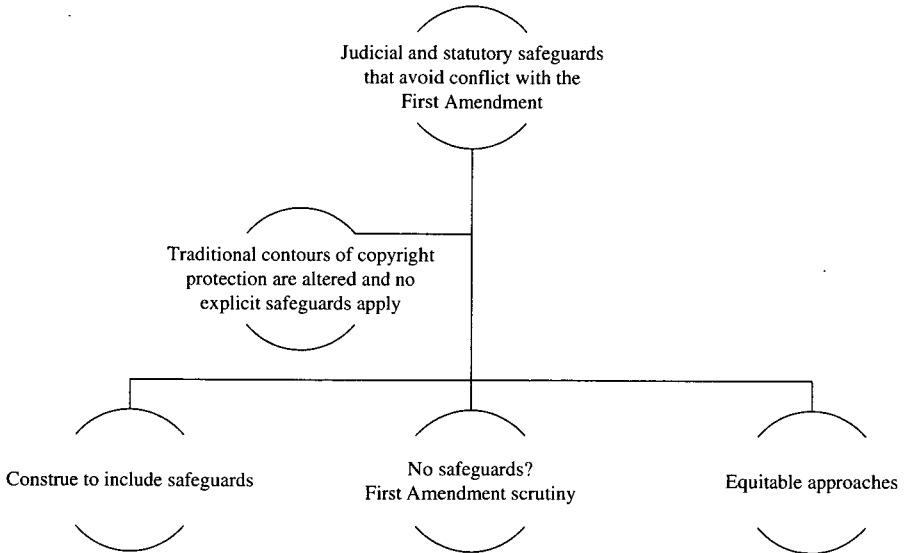 Judicial and statutory safeguards
that avoid conflict with the
First Amendment
Traditional contours of copyright
protection are altered and no
explicit safeguards apply
Construe to include safeguards
No safeguards?
First Amendment scrutiny
Equitable approaches